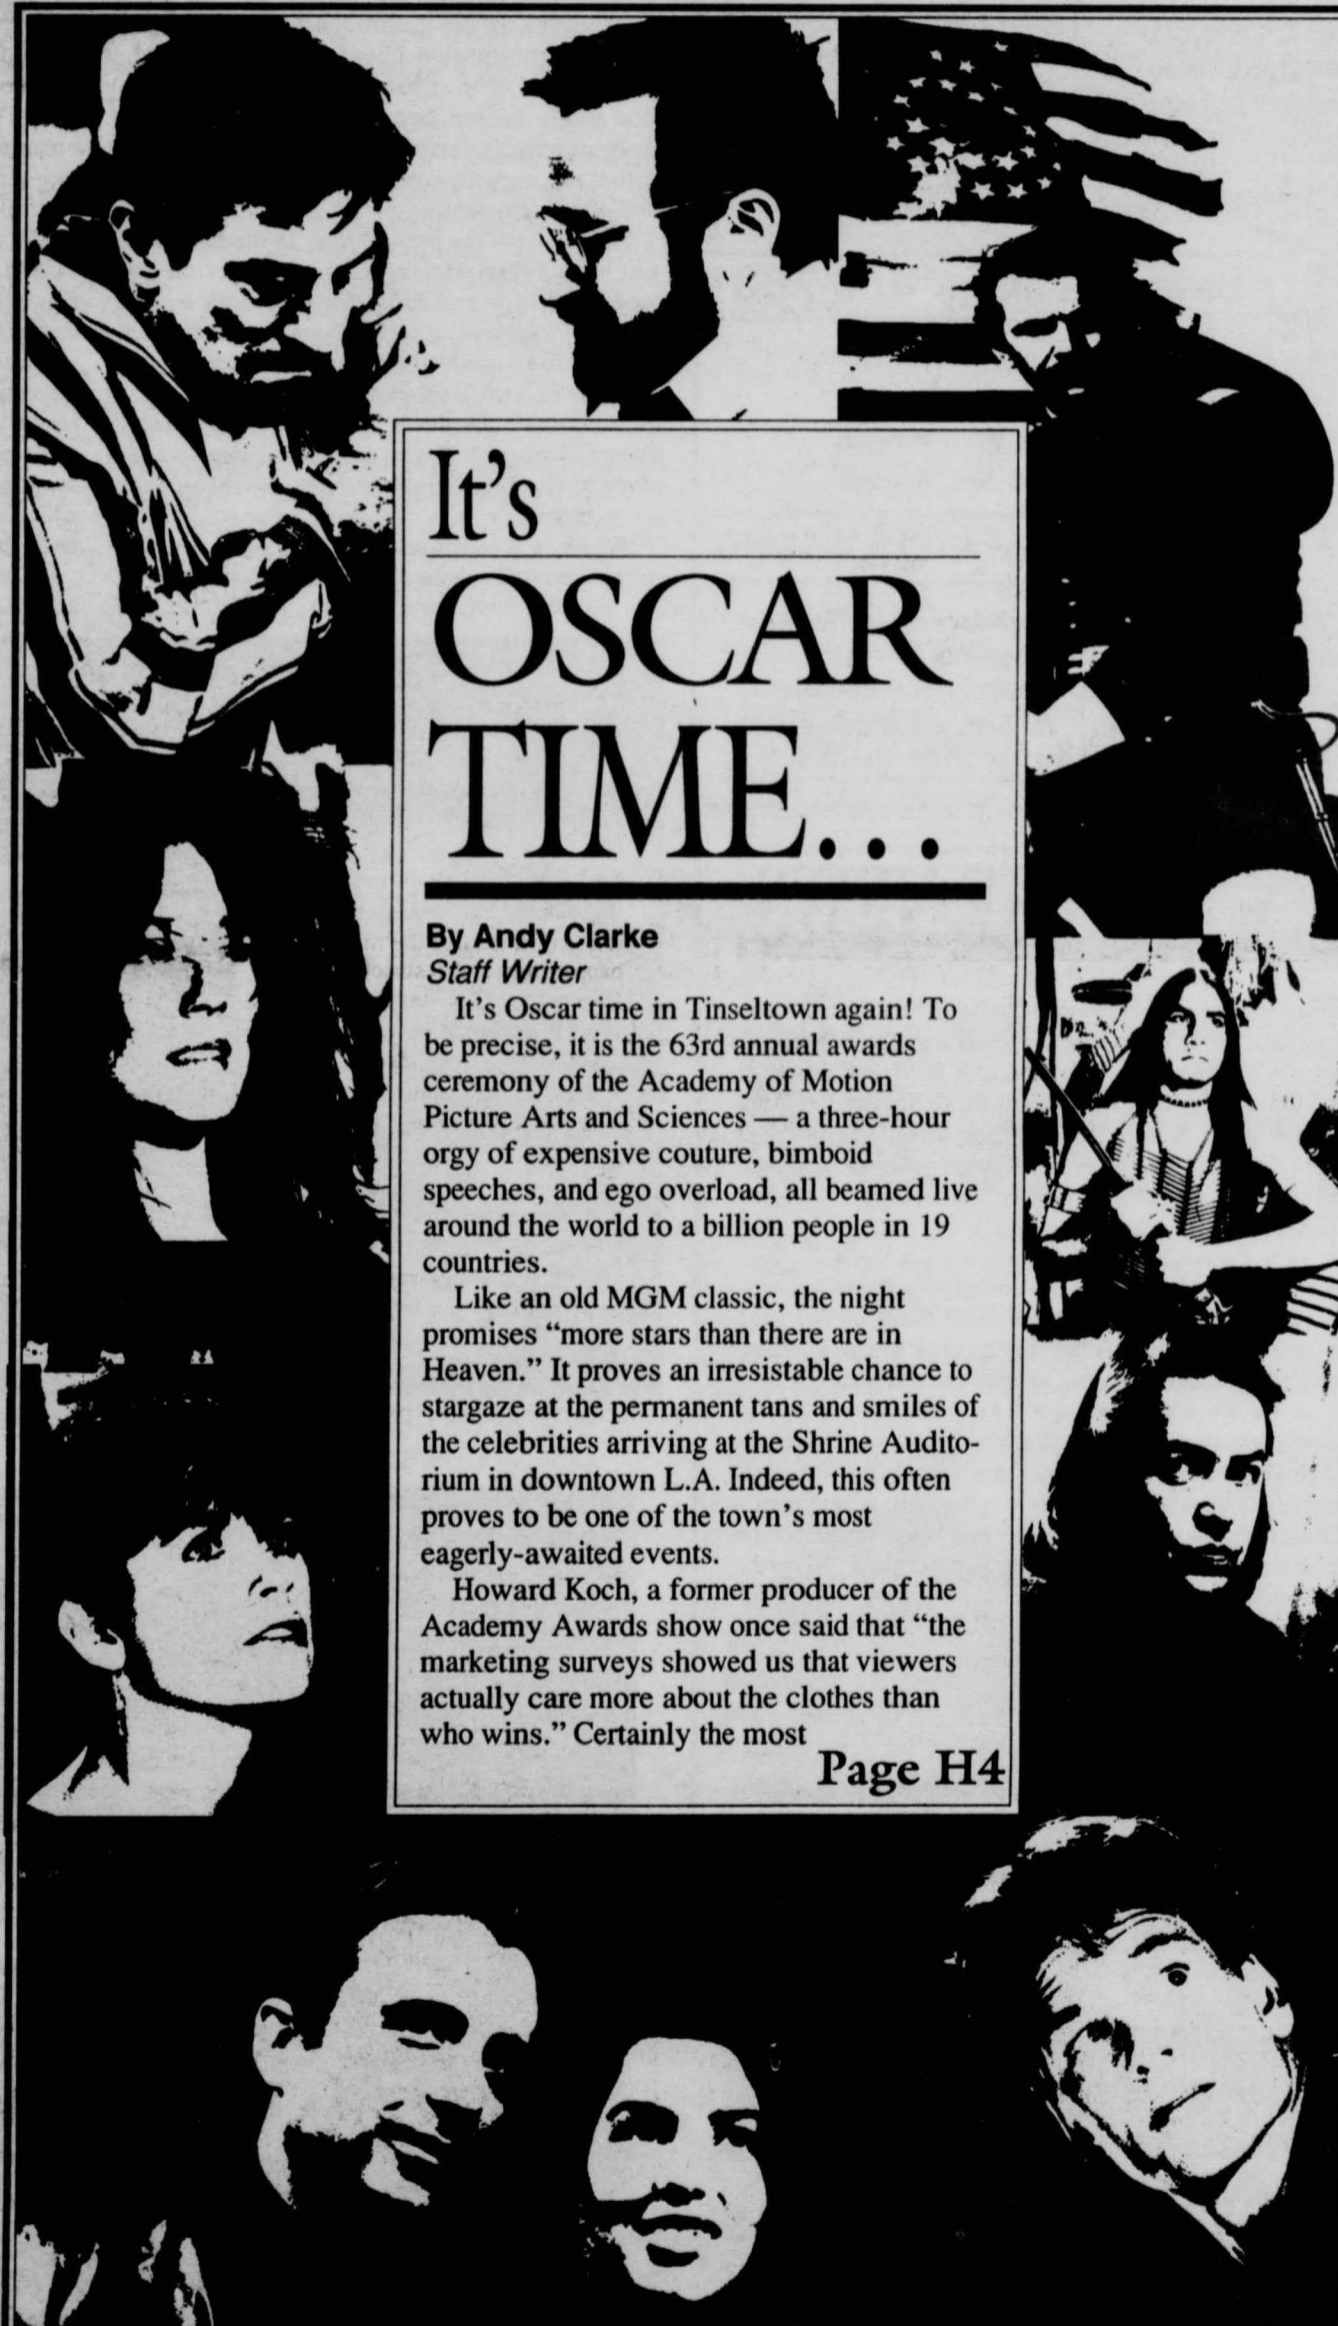 It's
OSCAR
TIME...
By Andy Clarke
Staff Writer
It's Oscar time in Tinseltown again! To
be precise, it is the 63rd annual awards
ceremony of the Academy of Motion
Picture Arts and Sciences — a three-hour
orgy of expensive couture, bimboid
speeches, and ego overload, all beamed live
around the world to a billion people in 19
countries.
Like an old MGM classic, the night
promises “more stars than there are in
Heaven.” It proves an irresistable chance to
stargaze at the permanent tans and smiles of
the celebrities arriving at the Shrine Audito-
rium in downtown L.A. Indeed, this often
proves to be one of the town's most
eagerly-awaited events.
Howard Koch, a former producer of the
Academy Awards show once said that “the
marketing surveys showed us that viewers
actually care more about the clothes than
who wins.” Certainly the most
Page H4